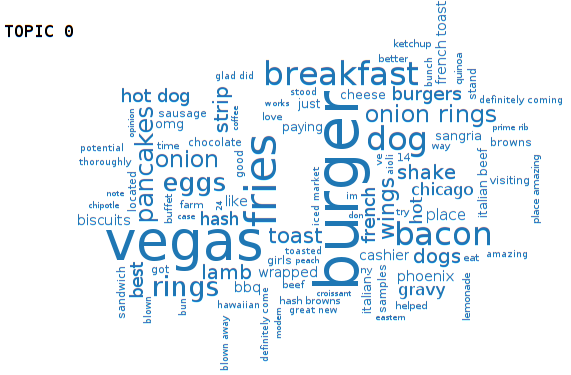 TOPIC 0
ketchup
french toast
better
glad did
breakfast
bunch
quinoa
stand
hot dog
strip
stood
cheese
burgers
definitely coming
works
just
sausage
opinion
coffee
love
onion rings
omg
paying
prime rib
pancakes
fries
burger
dog
sangria
browns
potential
time
chocolate
way
thoroughly
onion
good
ve
aioli
14
italian beef
place amazing
located
eggs
iced market
shake
visiting
note
buffet
farm
24
like
im
wings
chicago
chipotle
case
hash
don
french
try
hot
place
biscuits
vegas
toast
bacon
toasted
cashier
dogs
eat
amazing
sandwich
best
got
lamb
girls
peach
wrapped
ny
phoenix
rings
bbq
beef
italian
samples
gravy
lemonade
blown
bun
hawaiian
croissant
hash browns
great new
helped
eastern
blown away
definitely come
modern